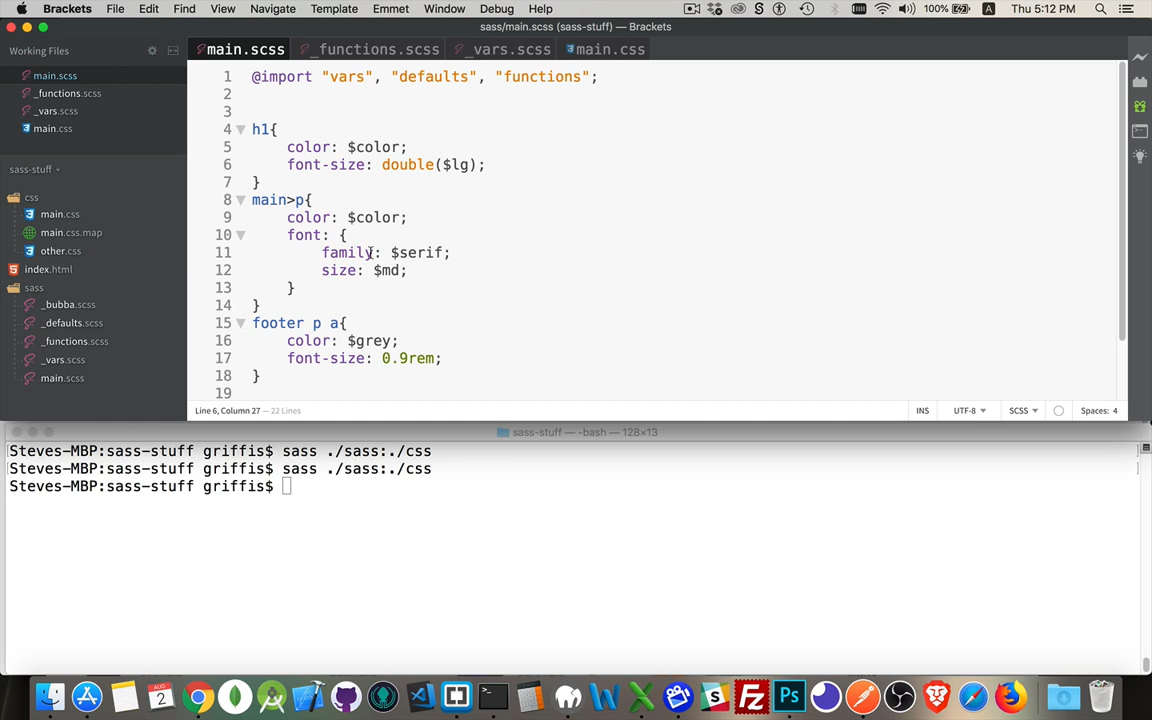 Brackets File Edit Find View Navigate Template Emmet Window Debug Help 100% A Thu 5:12 PM
sass/main.scss (sass-stuff) — Brackets
Working Files
main.scss
_functions.scss
_vars.scss
main.css
sass-stuff
css
main.css
main.css.map
other.css
index.html
sass
_bubba.scss
_defaults.scss
_functions.scss
_vars.scss
main.scss
main.scss _functions.scss _vars.scss main.css
1 @import "vars", "defaults", "functions";
2
3
4 h1{
5 color: $color;
6 font-size: double($lg);
7 }
8 main>p{
9 color: $color;
10 font: {
11 family: $serif;
12 size: $md;
13 }
14 }
15 footer p a{
16 color: $grey;
17 font-size: 0.9rem;
18 }
19
Line 6, Column 27 — 22 Lines INS UTF-8 SCSS Spaces: 4
sass-stuff — -bash — 128×13
Steves-MBP:sass-stuff griffis$ sass ./sass:./css
Steves-MBP:sass-stuff griffis$ sass ./sass:./css
Steves-MBP:sass-stuff griffis$